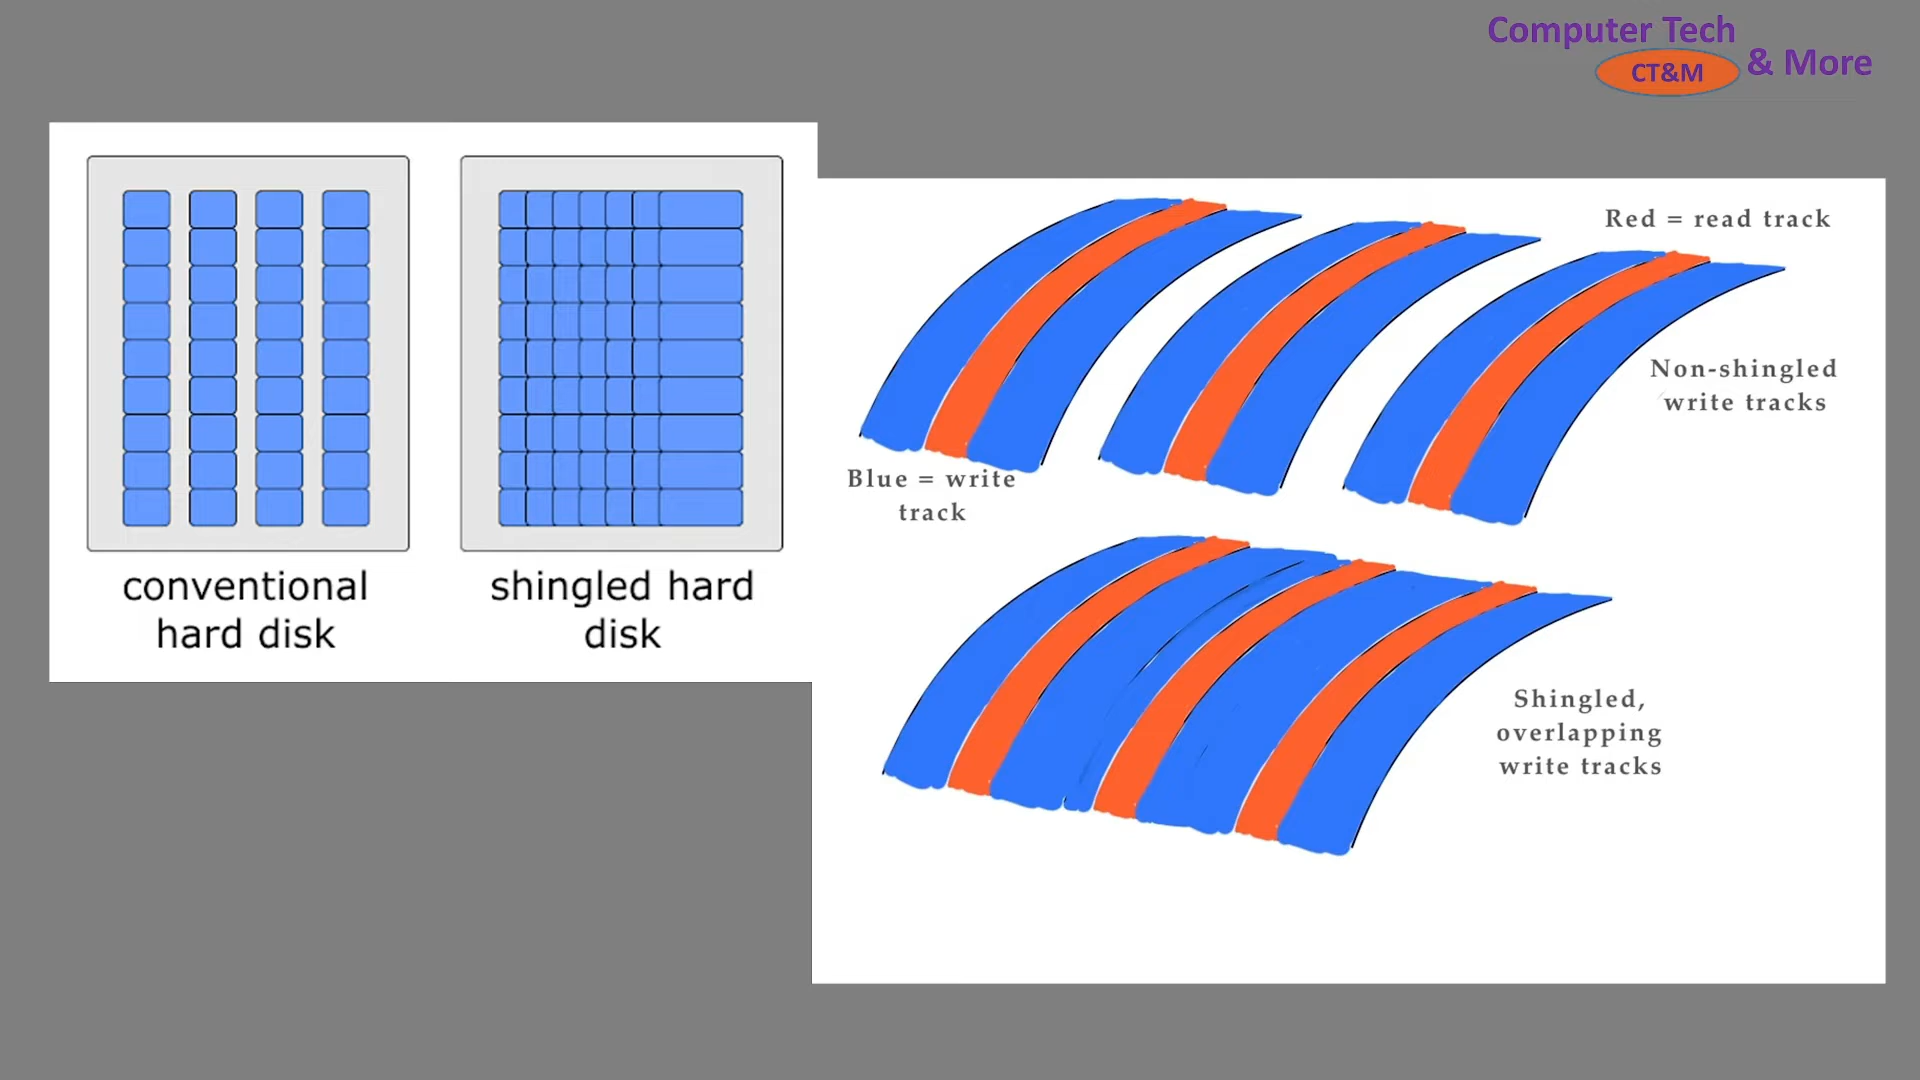 Computer Tech
CT&M
& More
conventional
hard disk
shingled hard
disk
Red = read track
Non-shingled
write tracks
Blue = write
track
Shingled,
overlapping
write tracks